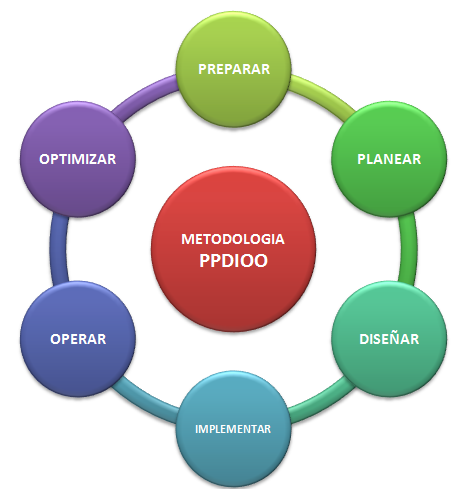 PREPARAR
PLANEAR
DISEÑAR
IMPLEMENTAR
OPERAR
OPTIMIZAR
METODOLOGIA
PPDIOO